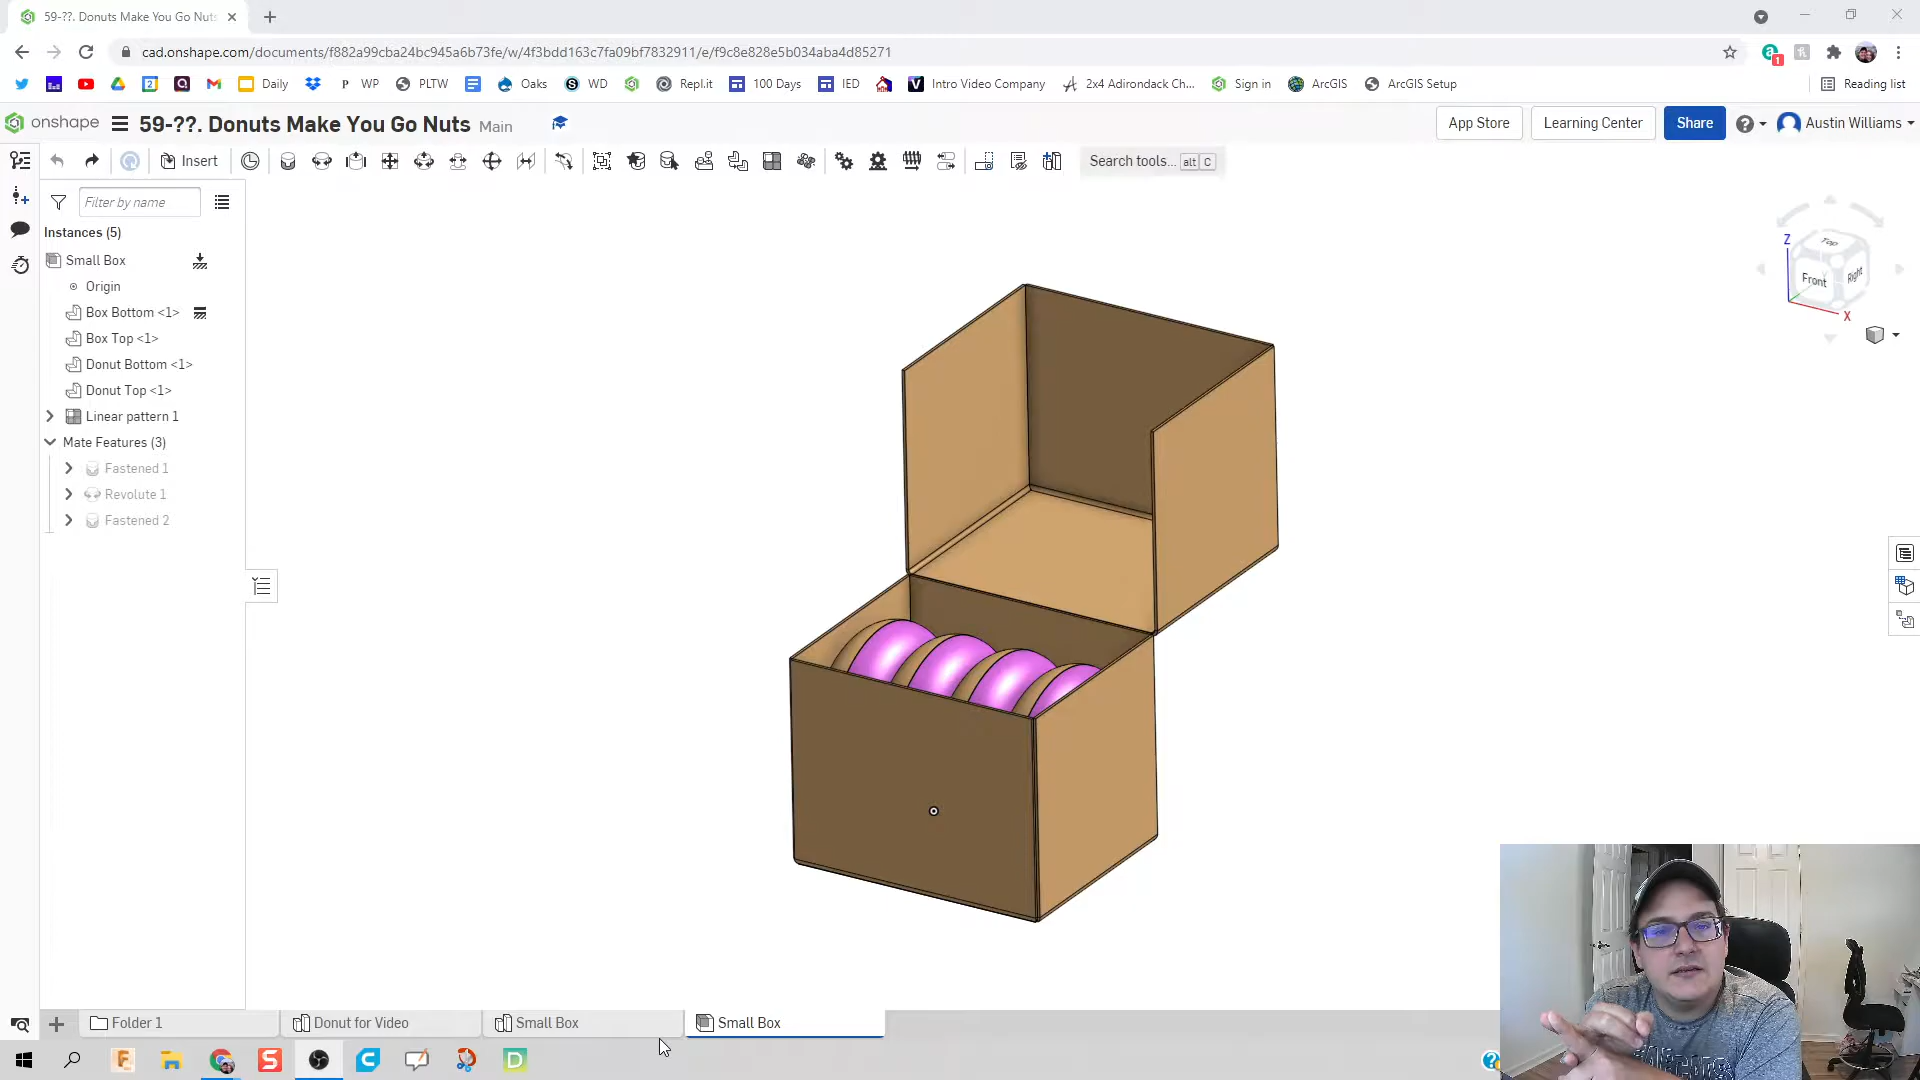 59-??. Donuts Make You Go Nuts
cad.onshape.com/documents/f882a99cba24bc945a6b73fe/w/4f3bdd163c7fa09bf7832911/e/f9c8e828e5b034aba4d85271
Daily P WP PLTW Oaks WD Repl.it 100 Days IED Intro Video Company 2x4 Adirondack Ch... Sign in ArcGIS ArcGIS Setup Reading list
onshape 59-??. Donuts Make You Go Nuts Main App Store Learning Center Share Austin Williams
Insert Search tools... alt C
Filter by name
Instances (5)
Small Box
Origin
Box Bottom <1>
Box Top <1>
Donut Bottom <1>
Donut Top <1>
Linear pattern 1
Mate Features (3)
Fastened 1
Revolute 1
Fastened 2
Z
Top
Front
Right
X
Folder 1 Donut for Video Small Box Small Box